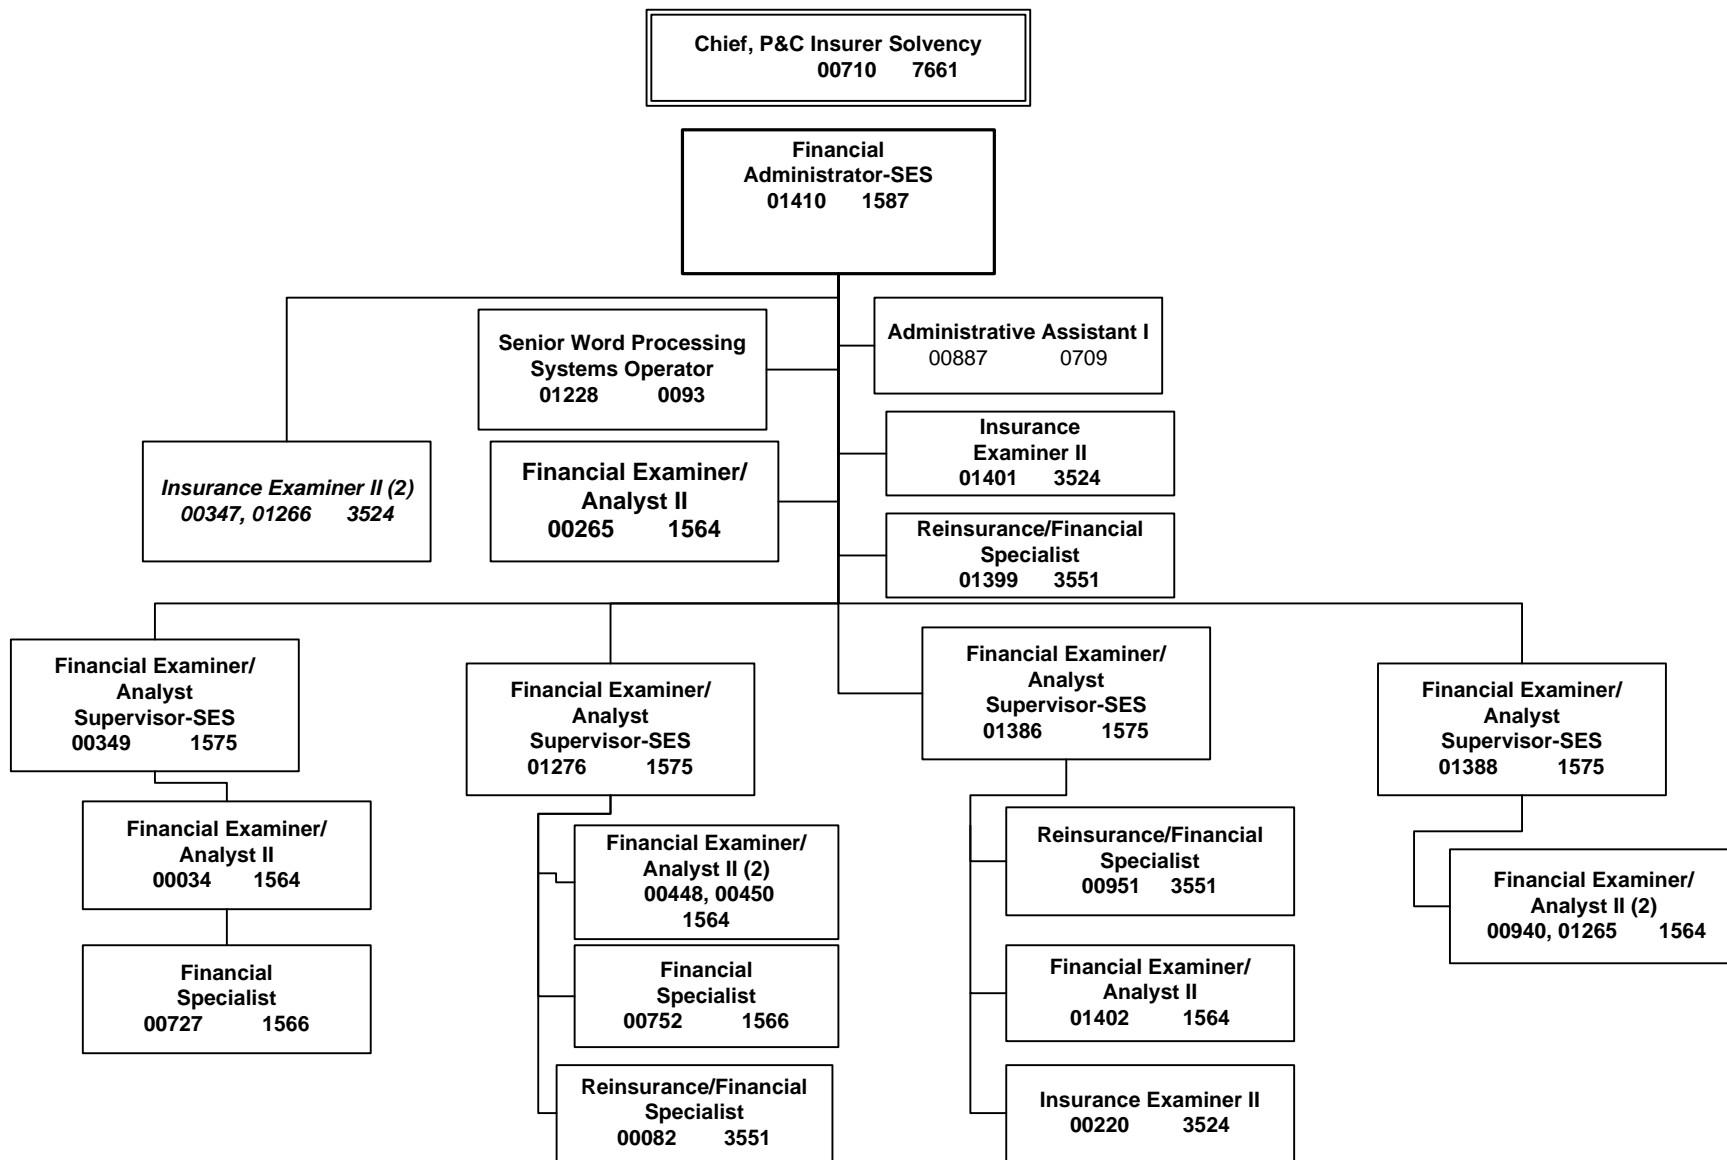 Chief, P&C Insurer Solvency
00710 7661
Financial
Administrator-SES
01410 1587
Senior Word Processing
Systems Operator
01228 0093
Administrative Assistant I
00887 0709
Insurance Examiner II (2)
00347, 01266 3524
Financial Examiner/
Analyst II
00265 1564
Insurance
Examiner II
01401 3524
Reinsurance/Financial
Specialist
01399 3551
Financial Examiner/
Analyst
Supervisor-SES
00349 1575
Financial Examiner/
Analyst II
00034 1564
Financial
Specialist
00727 1566
Financial Examiner/
Analyst
Supervisor-SES
01276 1575
Financial Examiner/
Analyst II (2)
00448, 00450
1564
Financial
Specialist
00752 1566
Reinsurance/Financial
Specialist
00082 3551
Financial Examiner/
Analyst
Supervisor-SES
01386 1575
Reinsurance/Financial
Specialist
00951 3551
Financial Examiner/
Analyst II
01402 1564
Insurance Examiner II
00220 3524
Financial Examiner/
Analyst
Supervisor-SES
01388 1575
Financial Examiner/
Analyst II (2)
00940, 01265 1564